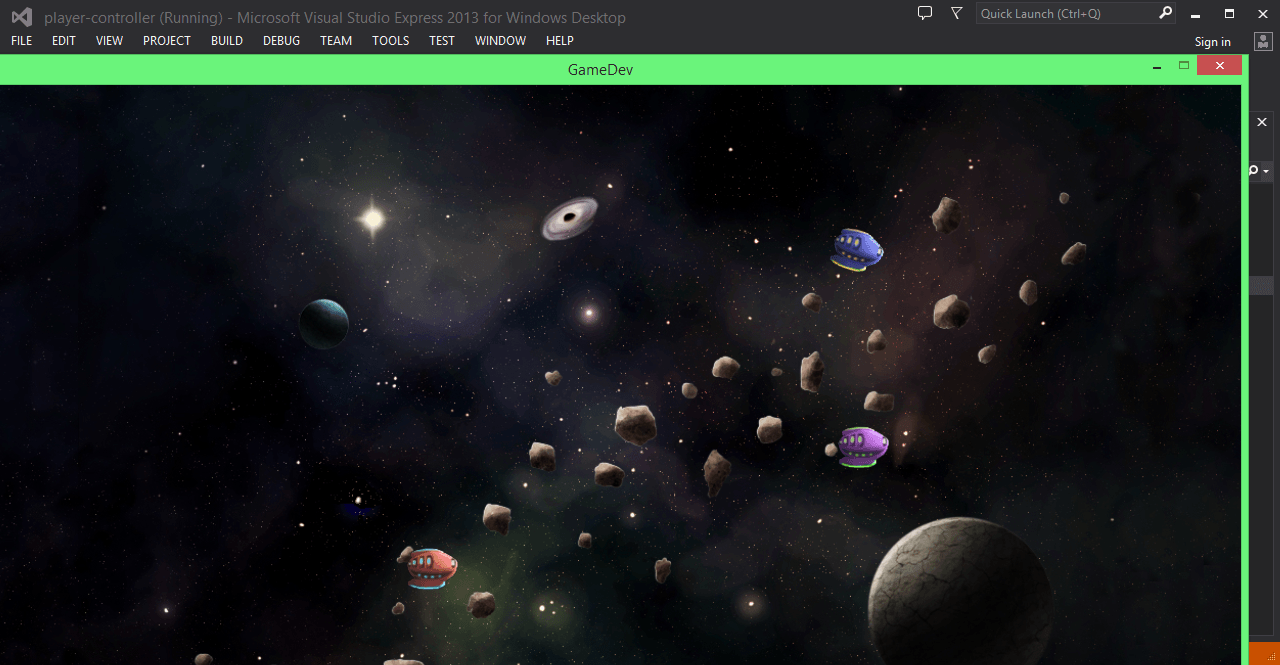 player-controller (Running) - Microsoft Visual Studio Express 2013 for Windows Desktop
Quick Launch (Ctrl+Q)
FILE EDIT VIEW PROJECT BUILD DEBUG TEAM TOOLS TEST WINDOW HELP
Sign in
GameDev